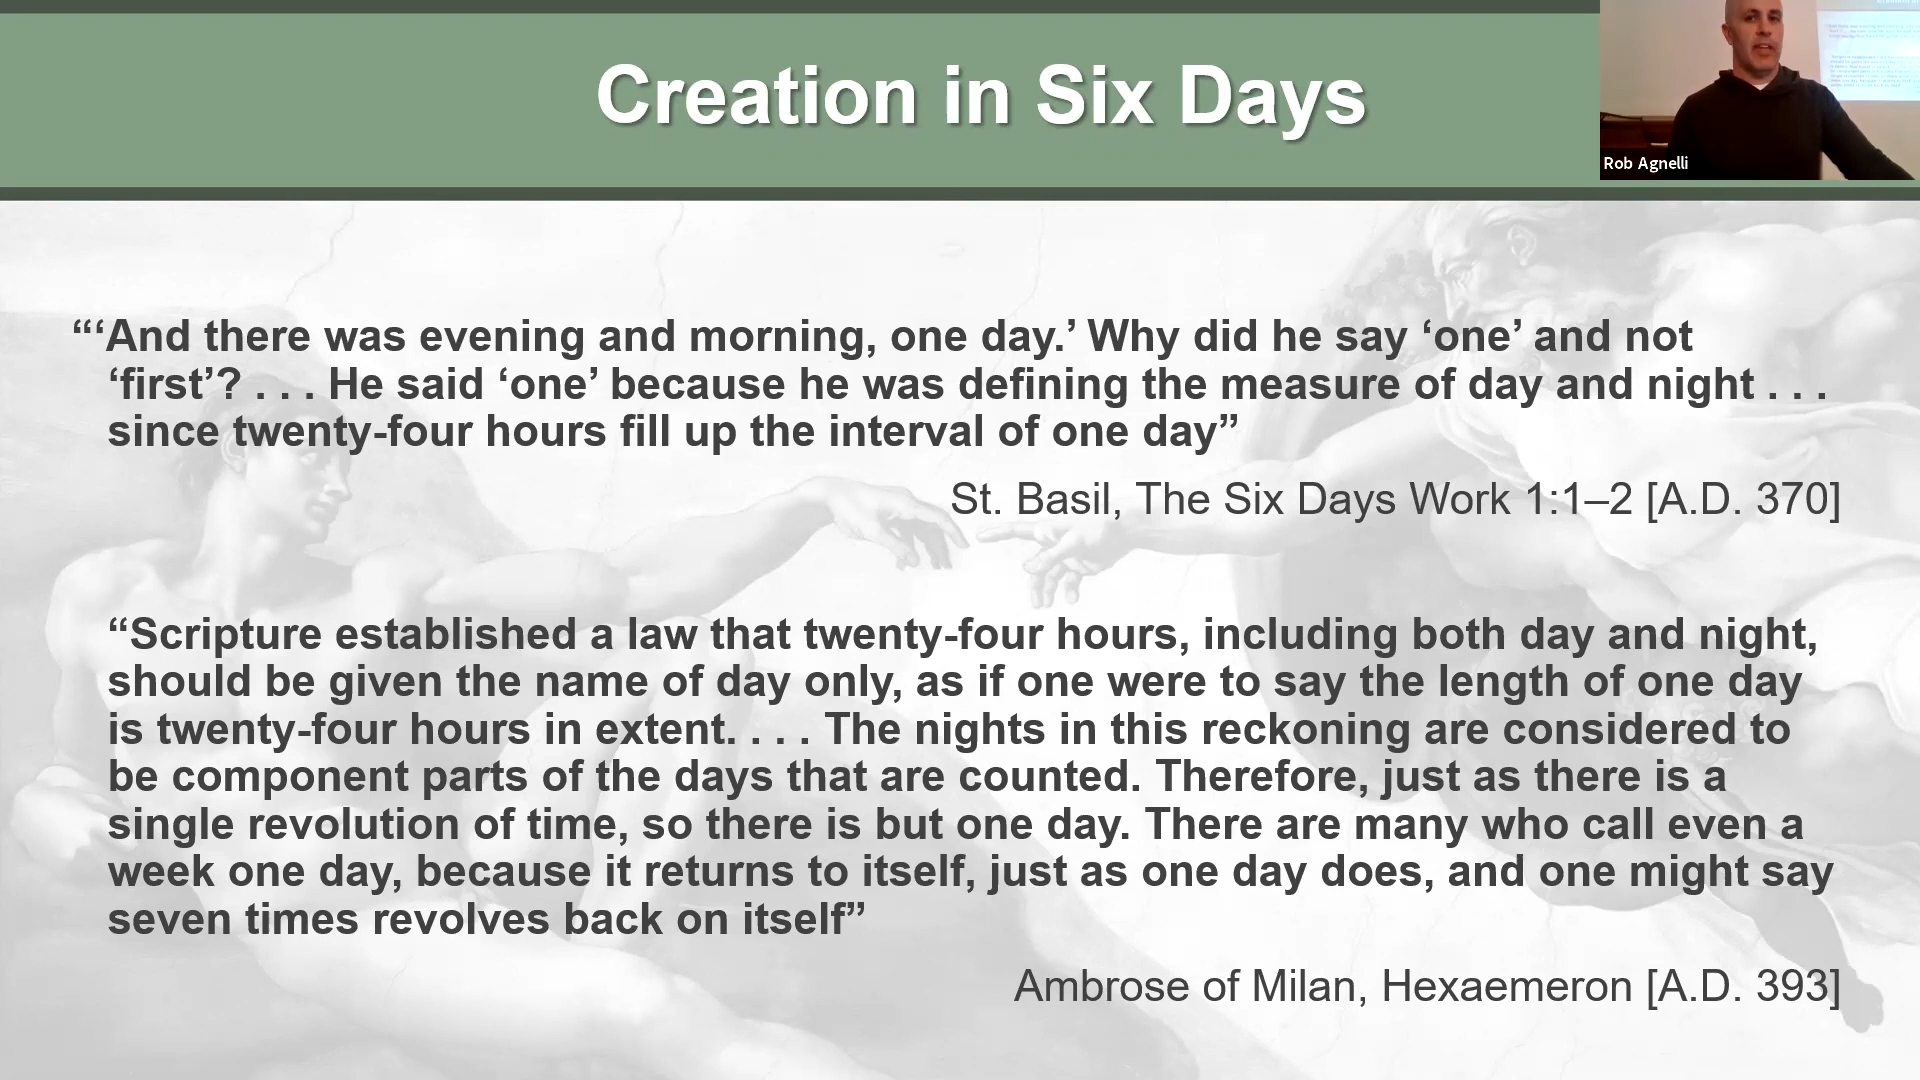 Creation in Six Days
Rob Agnelli
“‘And there was evening and morning, one day.’ Why did he say ‘one’ and not
‘first’? . . . He said ‘one’ because he was defining the measure of day and night . . .
since twenty-four hours fill up the interval of one day”
St. Basil, The Six Days Work 1:1–2 [A.D. 370]
“Scripture established a law that twenty-four hours, including both day and night,
should be given the name of day only, as if one were to say the length of one day
is twenty-four hours in extent. . . . The nights in this reckoning are considered to
be component parts of the days that are counted. Therefore, just as there is a
single revolution of time, so there is but one day. There are many who call even a
week one day, because it returns to itself, just as one day does, and one might say
seven times revolves back on itself”
Ambrose of Milan, Hexaemeron [A.D. 393]